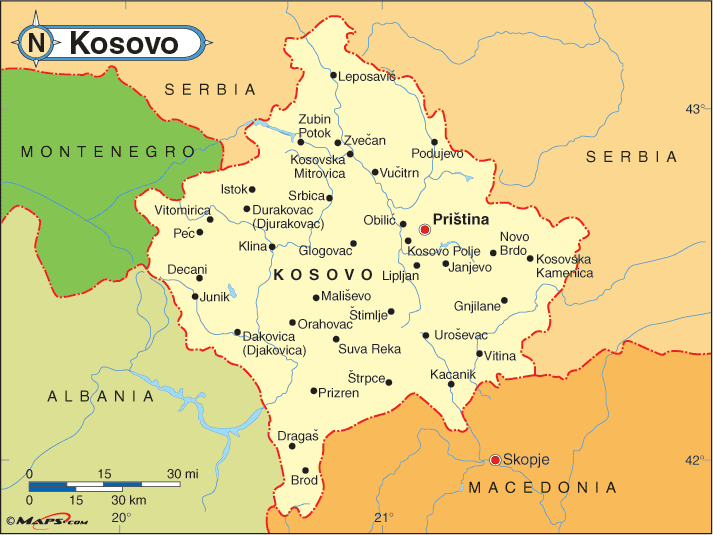 N
Kosovo
SERBIA
MONTENEGRO
SERBIA
ALBANIA
MACEDONIA
KOSOVO
43°
42°
20°
21°
Leposavić
Zubin
Potok
Zvečan
Kosovska
Mitrovica
Podujevo
Vučitrn
Istok
Srbica
Vitomirica
Durakovac
(Djurakovac)
Obilić
Priština
Peć
Klina
Glogovac
Kosovo Polje
Novo
Brdo
Lipljan
Janjevo
Kosovska
Kamenica
Decani
Junik
Mališevo
Gnjilane
Štimlje
Orahovac
Dakovica
(Djakovica)
Suva Reka
Uroševac
Vitina
Štrpce
Kacanik
Prizren
Dragaš
Brod
Skopje
0 15 30 mi
0 15 30 km
©MAPS.COM